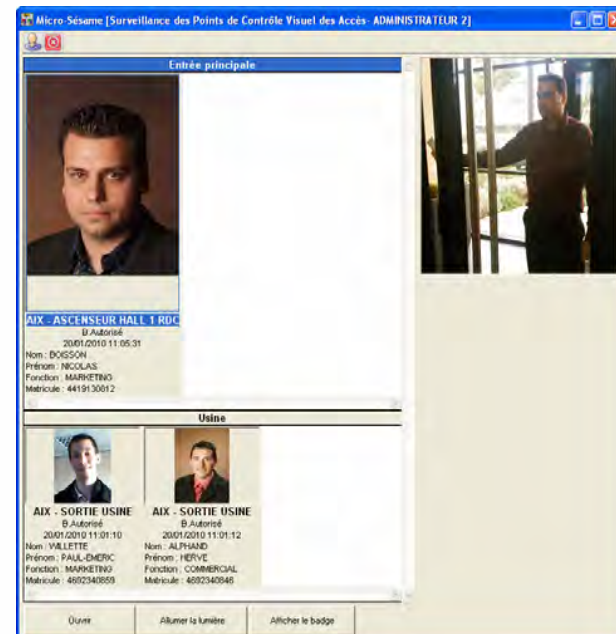 Micro-Sésame [Surveillance des Points de Contrôle Visuel des Accès- ADMINISTRATEUR 2]
Entrée principale
AIX - ASCENSEUR HALL 1 RDC
B.Autorisé
20/01/2010 11:05:31
Nom : BOISSON
Prénom : NICOLAS
Fonction : MARKETING
Matricule : 4419130812
Usine
AIX - SORTIE USINE
B.Autorisé
20/01/2010 11:01:10
Nom : WILLETTE
Prénom : PAUL-EMERIC
Fonction : MARKETING
Matricule : 4692340859
AIX - SORTIE USINE
B.Autorisé
20/01/2010 11:01:12
Nom : ALPHAND
Prénom : HERVE
Fonction : COMMERCIAL
Matricule : 4692340846
Ouvrir
Allumer la lumière
Afficher le badge